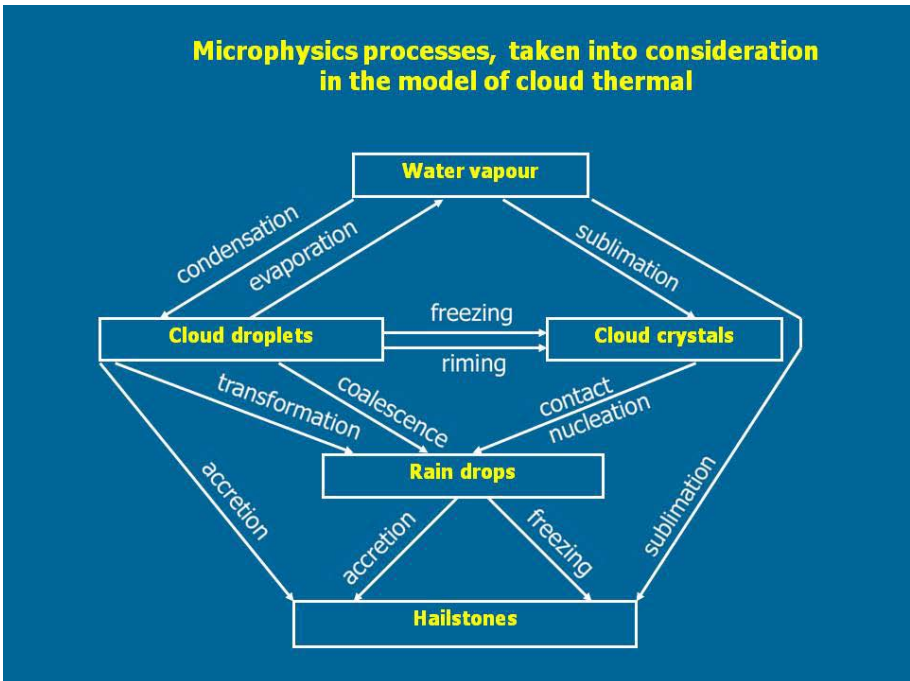 Microphysics processes, taken into consideration
in the model of cloud thermal
Water vapour
condensation
evaporation
sublimation
freezing
Cloud droplets
Cloud crystals
riming
transformation
coalescence
contact
nucleation
Rain drops
accretion
accretion
freezing
sublimation
Hailstones